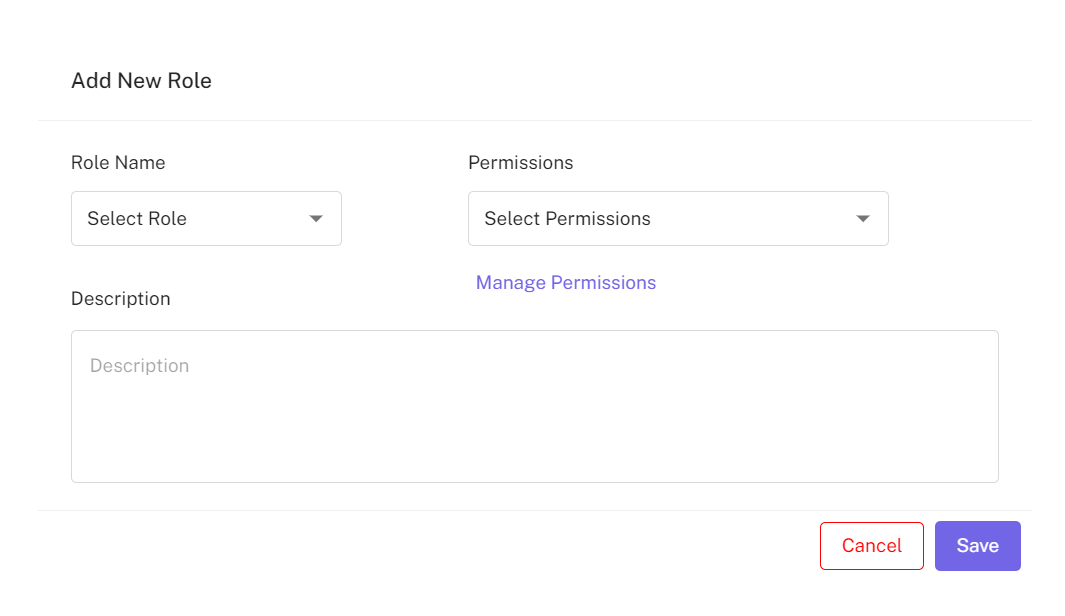 Add New Role
Role Name
Permissions
Select Role
Select Permissions
Manage Permissions
Description
Description
Cancel
Save